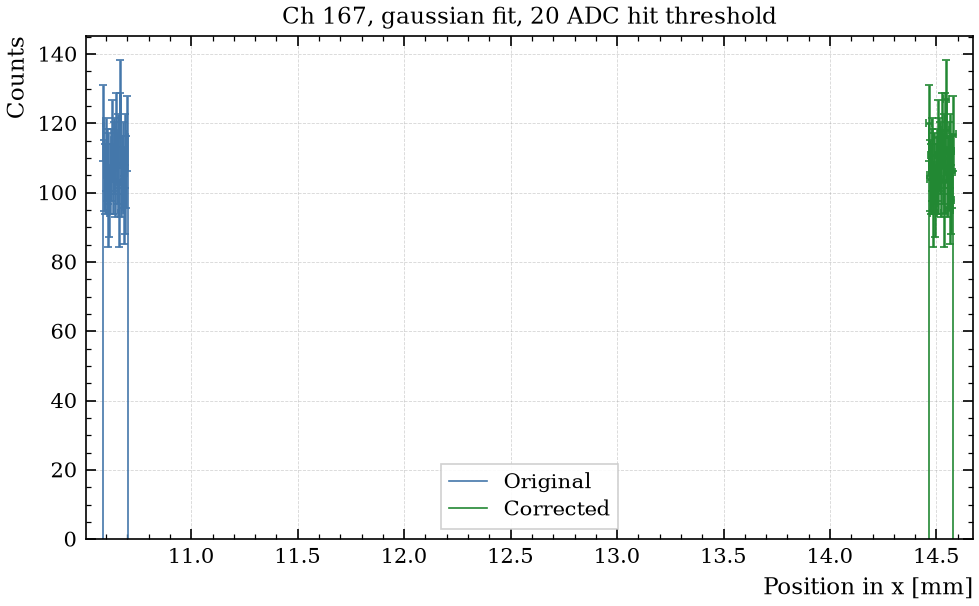 Ch 167, gaussian fit, 20 ADC hit threshold
Counts
140
120
100
80
60
40
20
0
Original
Corrected
11.0 11.5 12.0 12.5 13.0 13.5 14.0 14.5
Position in x [mm]